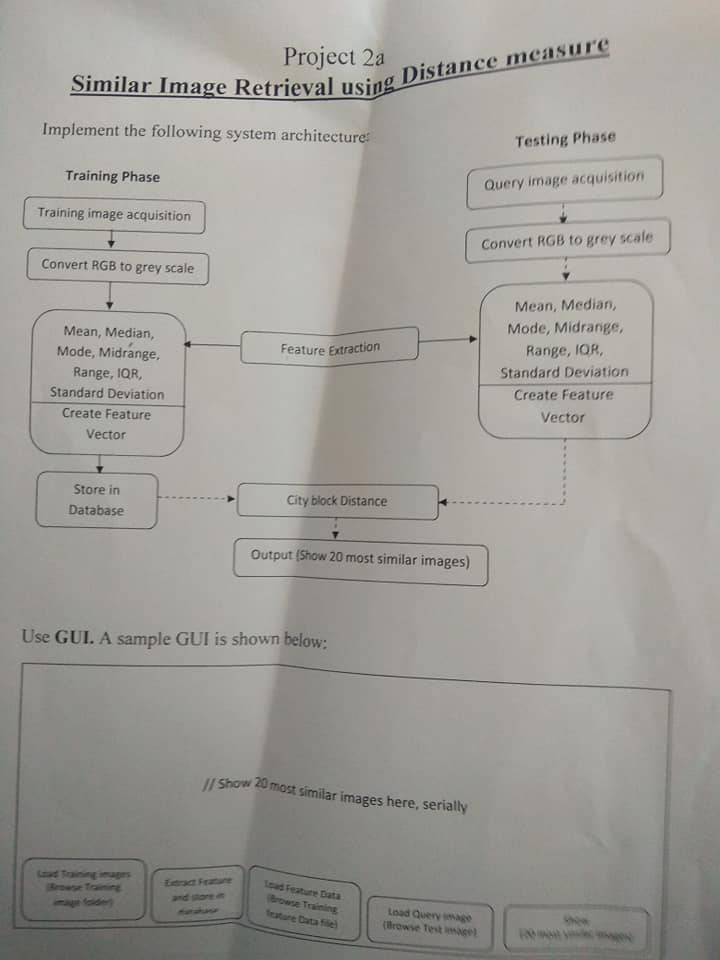 Project 2a
Similar Image Retrieval using Distance measure
Implement the following system architecture:
Training Phase
Training image acquisition
Convert RGB to grey scale
Mean, Median,
Mode, Midrange,
Range, IQR,
Standard Deviation
Create Feature
Vector
Store in
Database
Feature Extraction
Testing Phase
Query image acquisition
Convert RGB to grey scale
Mean, Median,
Mode, Midrange,
Range, IQR,
Standard Deviation
Create Feature
Vector
City block Distance
Output (Show 20 most similar images)
Use GUI. A sample GUI is shown below:
// Show 20 most similar images here, serially
Load Training images
(Browse Training
image folder)
Extract Feature
and store in
database
Load Feature Data
(Browse Training
feature Data file)
Load Query Image
(Browse Test Image)
Show
most similar images)